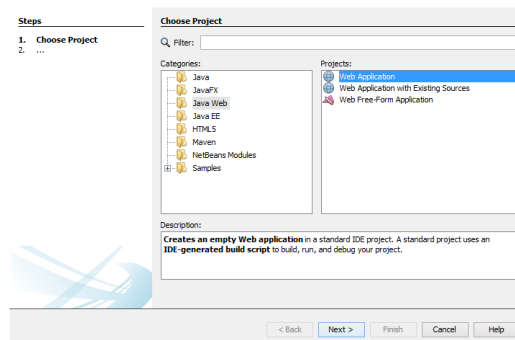 Steps
1. Choose Project
2. ...
Choose Project
Filter:
Categories:
Java
JavaFX
Java Web
Java EE
HTML5
Maven
NetBeans Modules
Samples
Projects:
Web Application
Web Application with Existing Sources
Web Free-Form Application
Description:
Creates an empty Web application in a standard IDE project. A standard project uses an
IDE-generated build script to build, run, and debug your project.
< Back Next > Finish Cancel Help